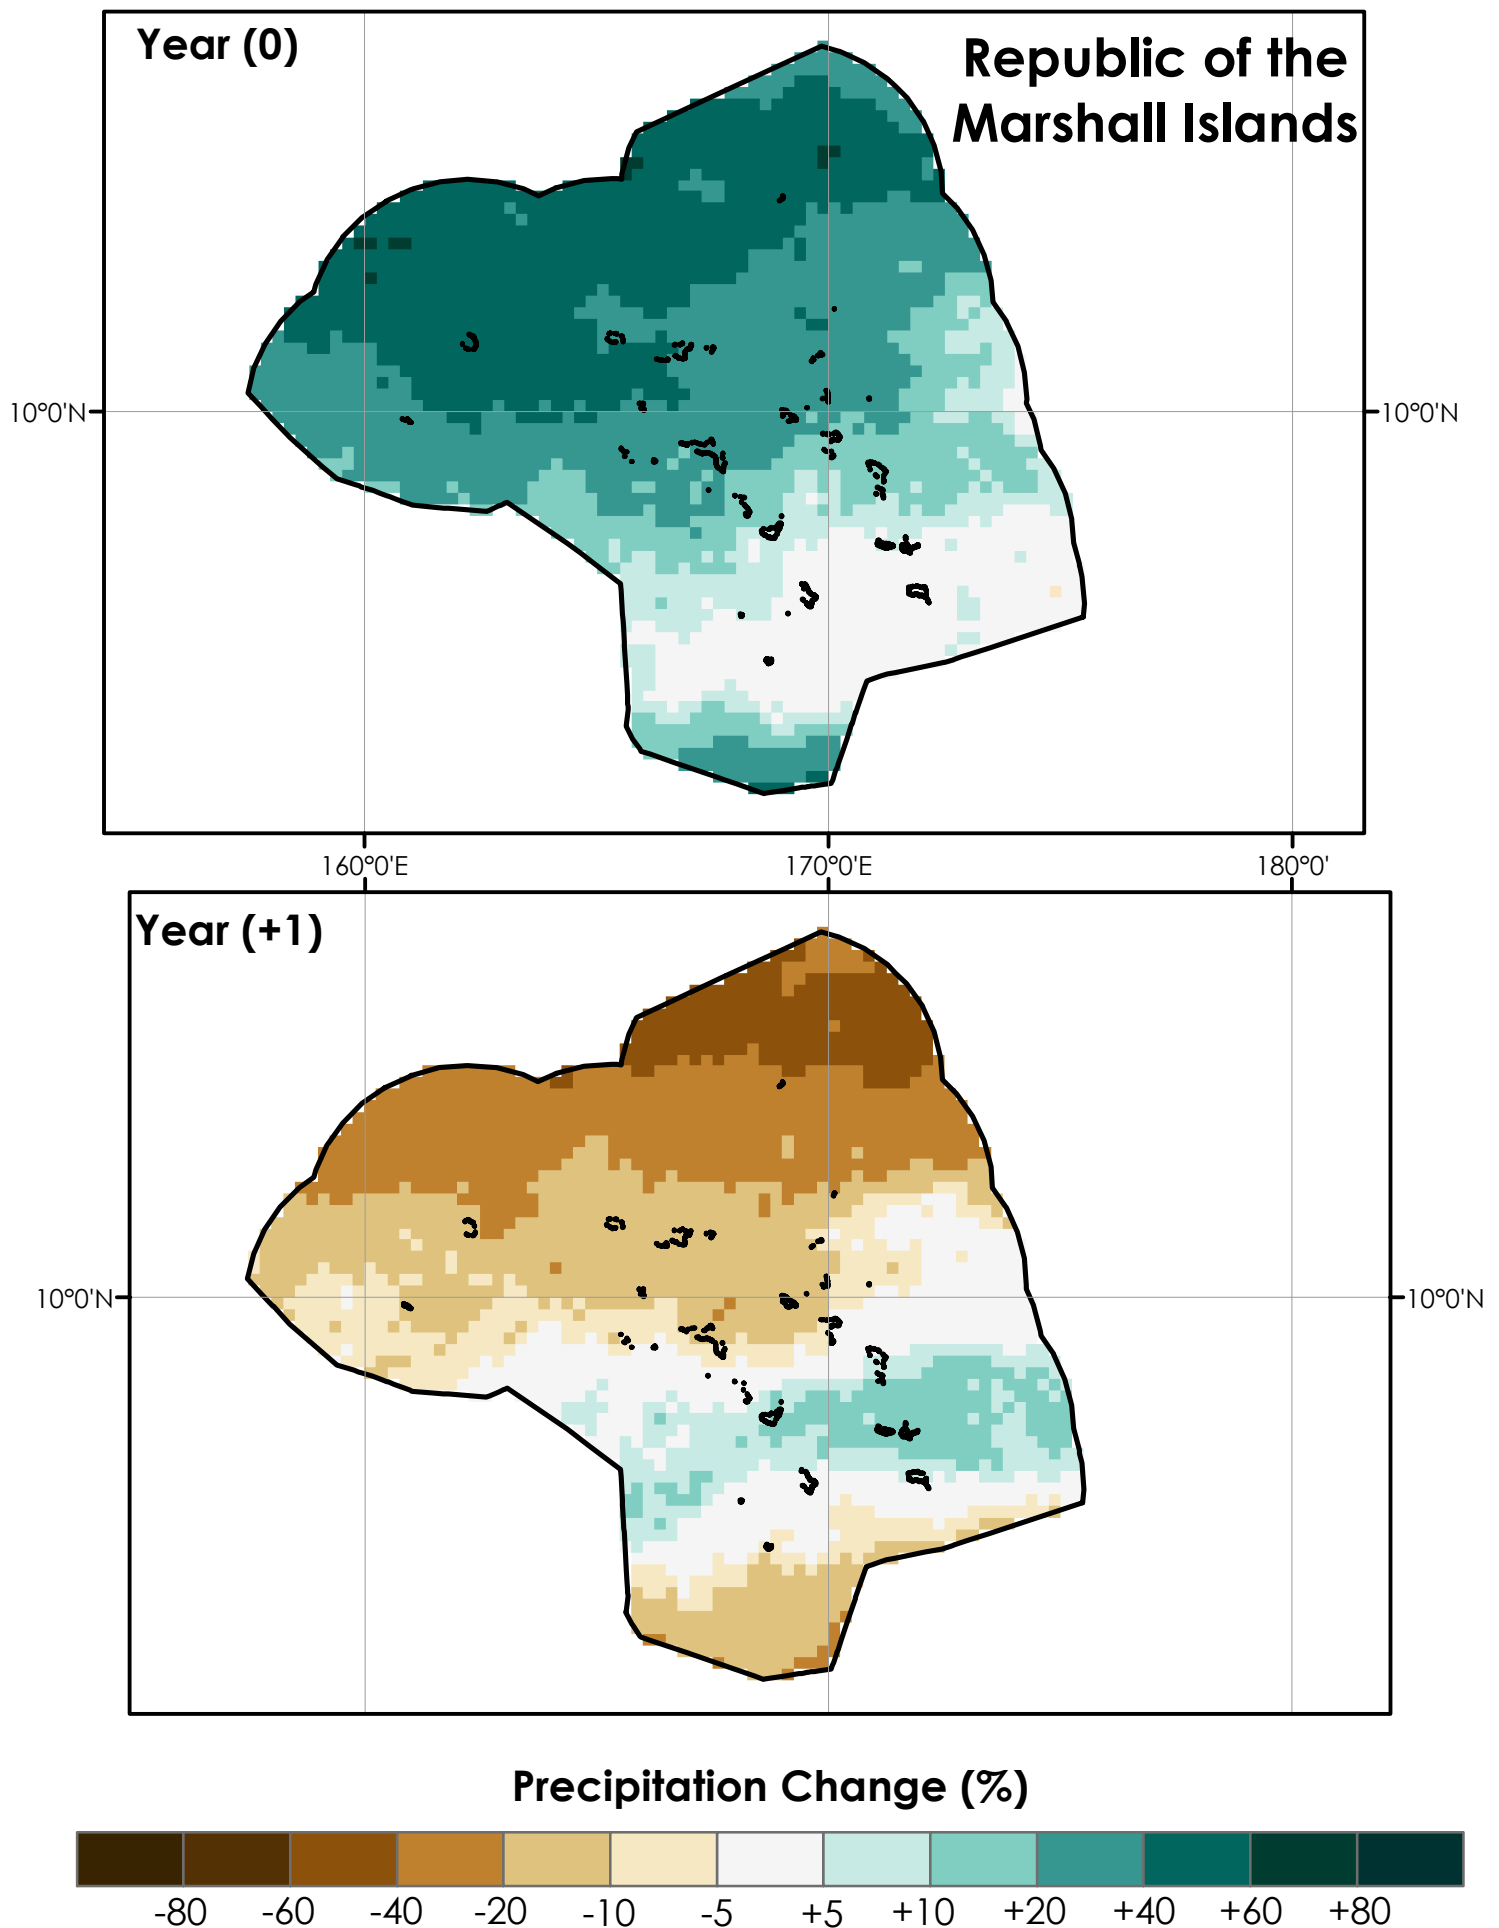 Year (0)
Republic of the
Marshall Islands
10°0'N
10°0'N
160°0'E
170°0'E
180°0'
Year (+1)
10°0'N
10°0'N
Precipitation Change (%)
-80
-60
-40
-20
-10
-5
+5
+10
+20
+40
+60
+80